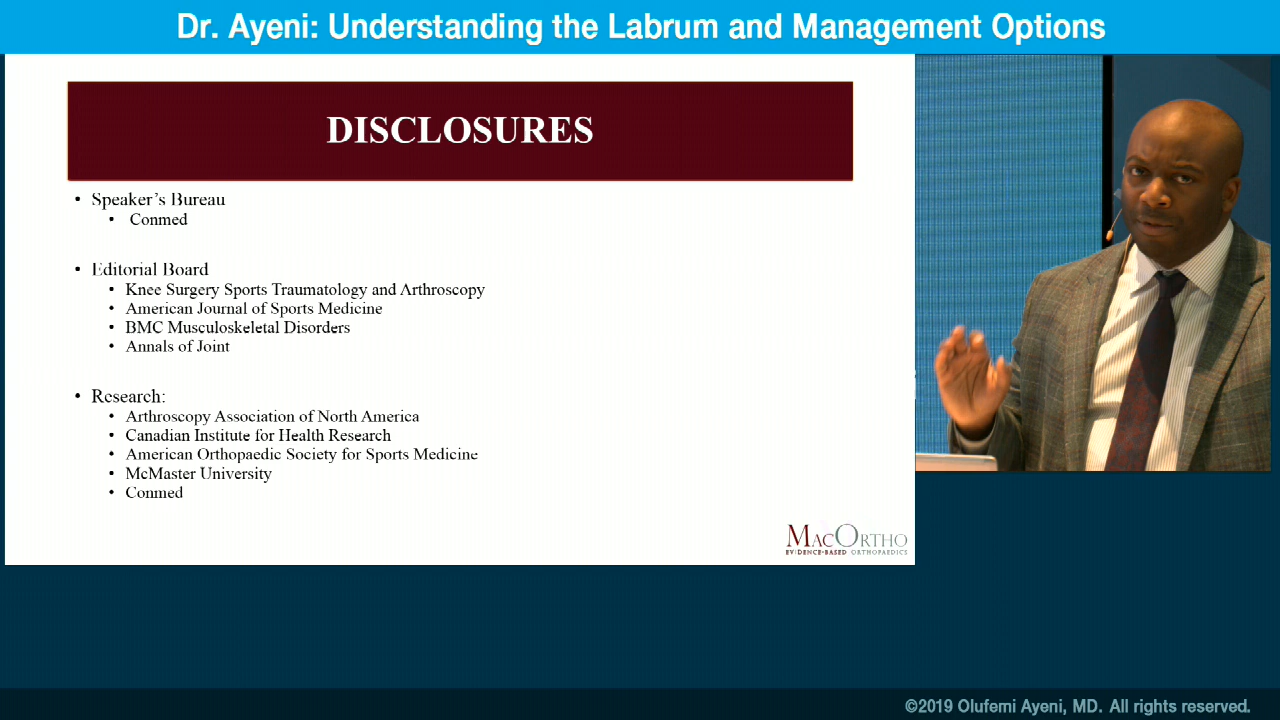 Dr. Ayeni: Understanding the Labrum and Management Options
DISCLOSURES
• Speaker's Bureau
• Conmed
• Editorial Board
• Knee Surgery Sports Traumatology and Arthroscopy
• American Journal of Sports Medicine
• BMC Musculoskeletal Disorders
• Annals of Joint
• Research:
• Arthroscopy Association of North America
• Canadian Institute for Health Research
• American Orthopaedic Society for Sports Medicine
• McMaster University
• Conmed
MACORTHO
EVIDENCE-BASED ORTHOPAEDICS
©2019 Olufemi Ayeni, MD. All rights reserved.